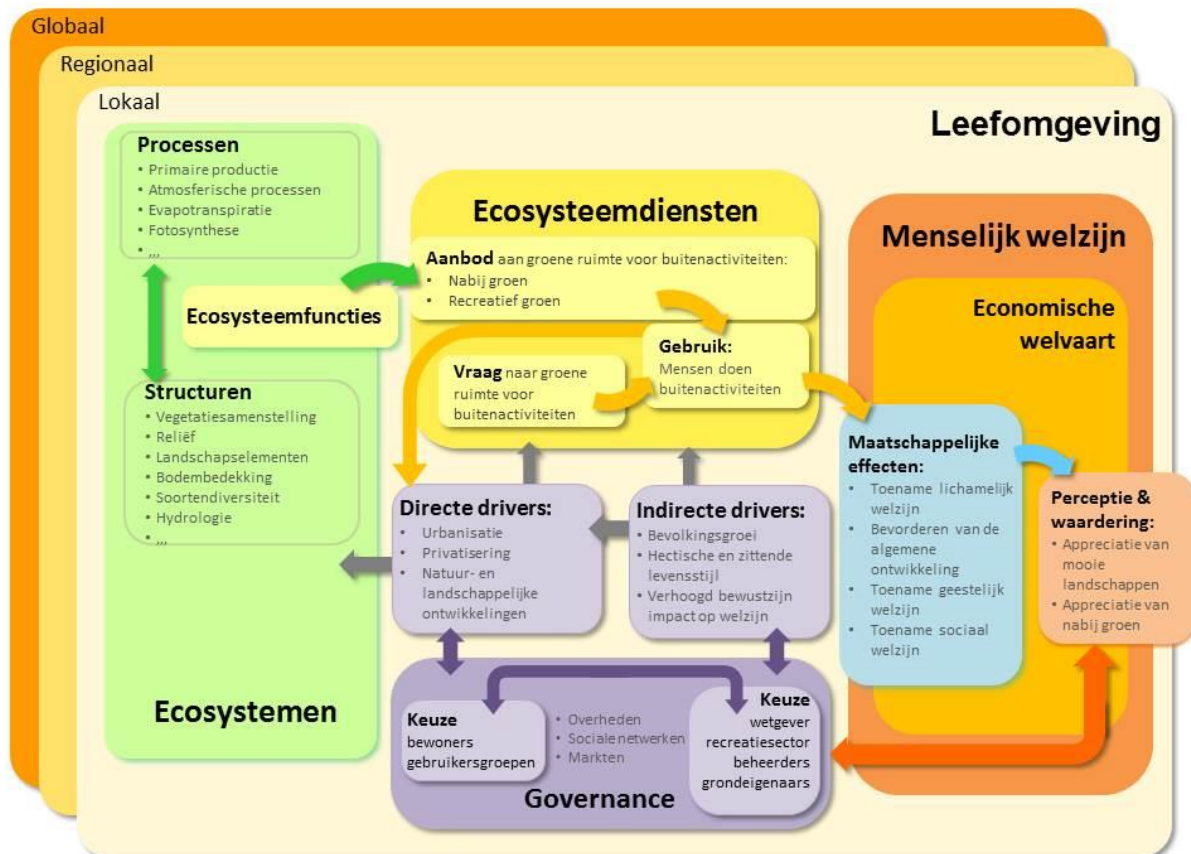 Globaal
Regionaal
Lokaal
Leefomgeving
Processen
• Primaire productie
• Atmosferische processen
• Evapotranspiratie
• Fotosynthese
• ,,,
Ecosysteemfuncties
Structuren
• Vegetatiesamenstelling
• Reliëf
• Landschapselementen
• Bodembedekking
• Soortendiversiteit
• Hydrologie
• ,,,
Ecosystemen
Ecosysteemdiensten
Aanbod aan groene ruimte voor buitenactiviteiten:
• Nabij groen
• Recreatief groen
Vraag naar groene
ruimte voor
buitenactiviteiten
Gebruik:
Mensen doen
buitenactiviteiten
Directe drivers:
• Urbanisatie
• Privatisering
• Natuur- en
landschappelijke
ontwikkelingen
Indirecte drivers:
• Bevolkingsgroei
• Hectische en zittende
levensstijl
• Verhoogd bewustzijn
impact op welzijn
Keuze
bewoners
gebruikersgroepen
• Overheden
• Sociale netwerken
• Markten
Keuze
wetgever
recreatiesector
beheerders
grondeigenaars
Governance
Menselijk welzijn
Economische
welvaart
Maatschappelijke
effecten:
• Toename lichamelijk
welzijn
• Bevorderen van de
algemene
ontwikkeling
• Toename geestelijk
welzijn
• Toename sociaal
welzijn
Perceptie &
waardering:
• Appreciatie van
mooie
landschappen
• Appreciatie van
nabij groen